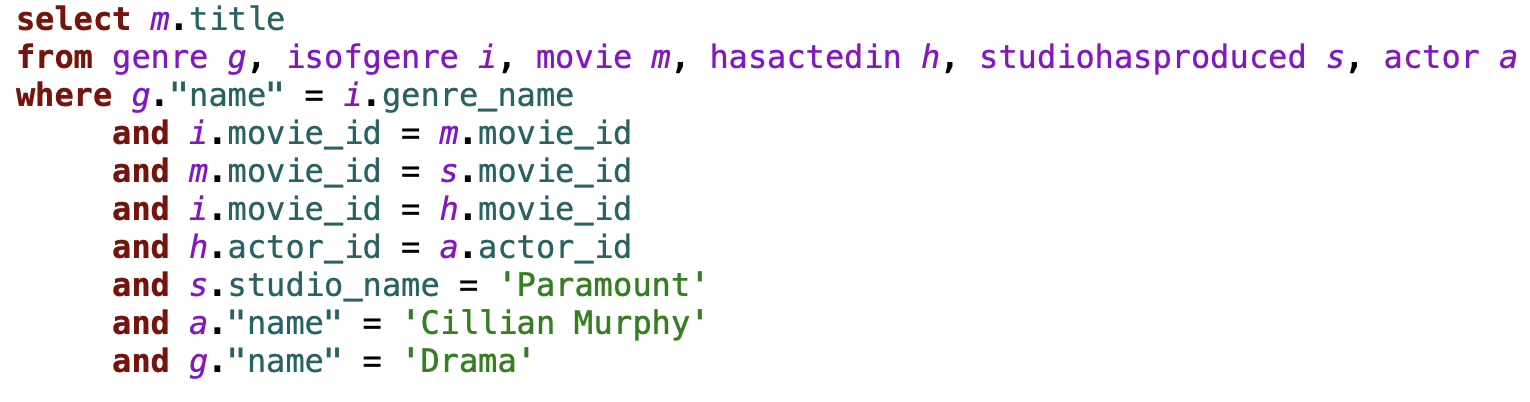 select m.title
from genre g, isofgenre i, movie m, hasactedin h, studiohasproduced s, actor a
where g."name" = i.genre_name
and i.movie_id = m.movie_id
and m.movie_id = s.movie_id
and i.movie_id = h.movie_id
and h.actor_id = a.actor_id
and s.studio_name = 'Paramount'
and a."name" = 'Cillian Murphy'
and g."name" = 'Drama'